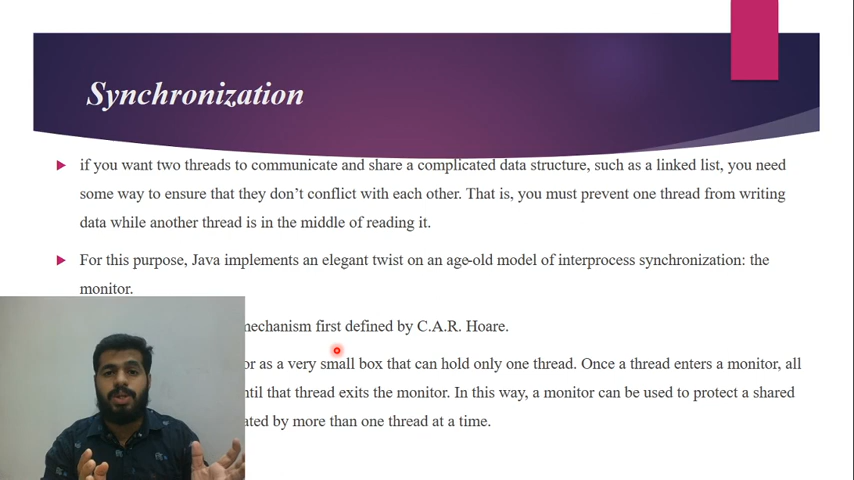 Synchronization
if you want two threads to communicate and share a complicated data structure, such as a linked list, you need
some way to ensure that they don’t conflict with each other. That is, you must prevent one thread from writing
data while another thread is in the middle of reading it.
For this purpose, Java implements an elegant twist on an age-old model of interprocess synchronization: the
monitor.
mechanism first defined by C.A.R. Hoare.
as a very small box that can hold only one thread. Once a thread enters a monitor, all
that thread exits the monitor. In this way, a monitor can be used to protect a shared
by more than one thread at a time.